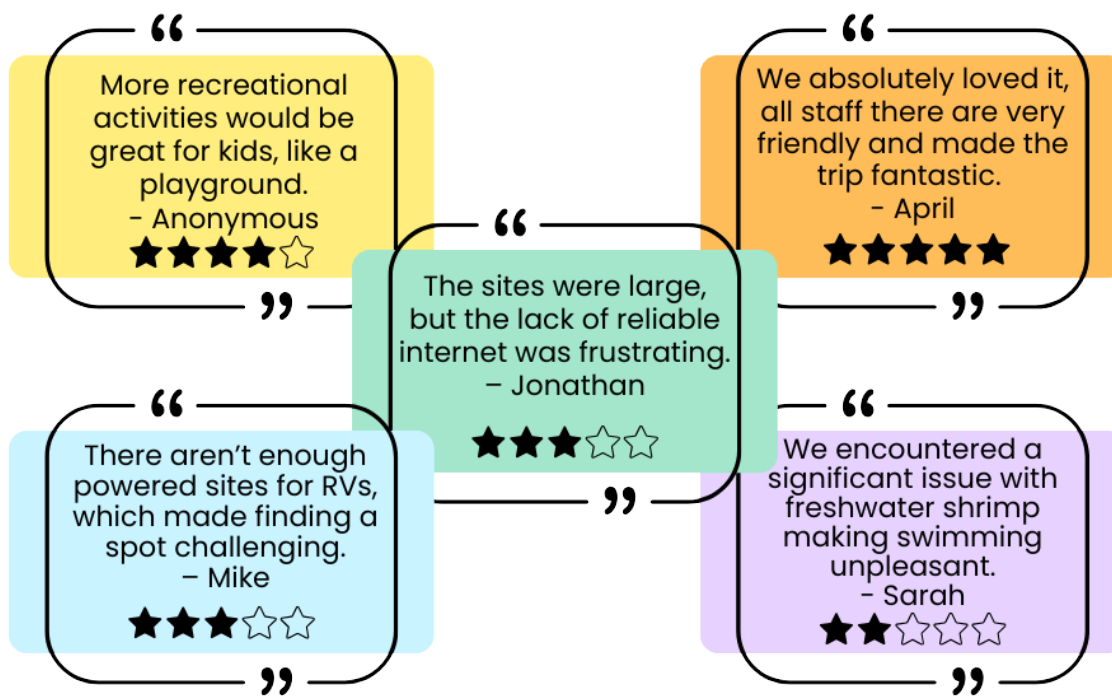 More recreational
activities would be
great for kids, like a
playground.
- Anonymous
We absolutely loved it,
all staff there are very
friendly and made the
trip fantastic.
- April
The sites were large,
but the lack of reliable
internet was frustrating.
– Jonathan
There aren’t enough
powered sites for RVs,
which made finding a
spot challenging.
– Mike
We encountered a
significant issue with
freshwater shrimp
making swimming
unpleasant.
- Sarah